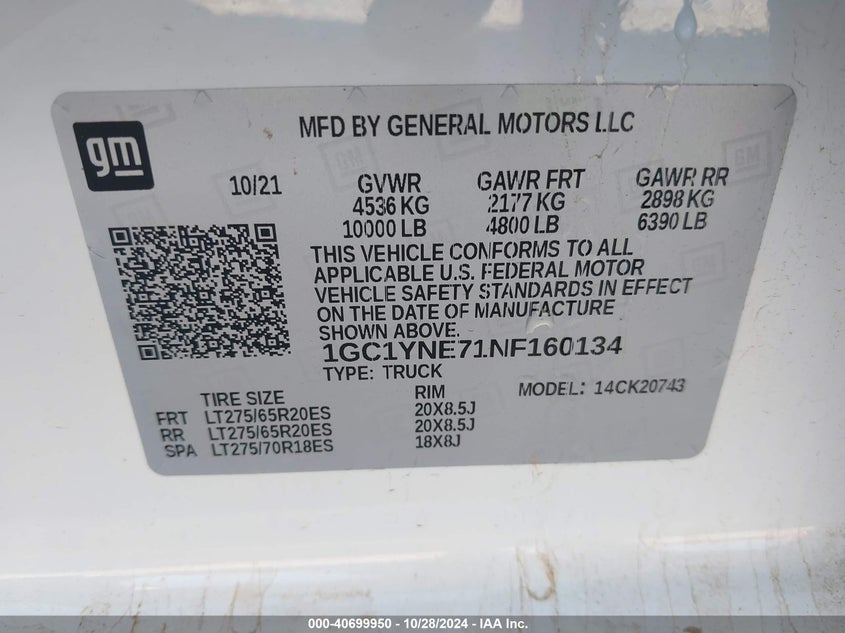 MFD BY GENERAL MOTORS LLC
gm
10/21
GVWR GAWR FRT GAWR RR
4536 KG 2177 KG 2898 KG
10000 LB 4800 LB 6390 LB
THIS VEHICLE CONFORMS TO ALL
APPLICABLE U.S. FEDERAL MOTOR
VEHICLE SAFETY STANDARDS IN EFFECT
ON THE DATE OF MANUFACTURE
SHOWN ABOVE.
1GC1YNE71NF160134
TYPE: TRUCK
MODEL: 14CK20743
TIRE SIZE RIM
FRT LT275/65R20ES 20X8.5J
RR LT275/65R20ES 20X8.5J
SPA LT275/70R18ES 18X8J
000-40699950 - 10/28/2024 - IAA Inc.